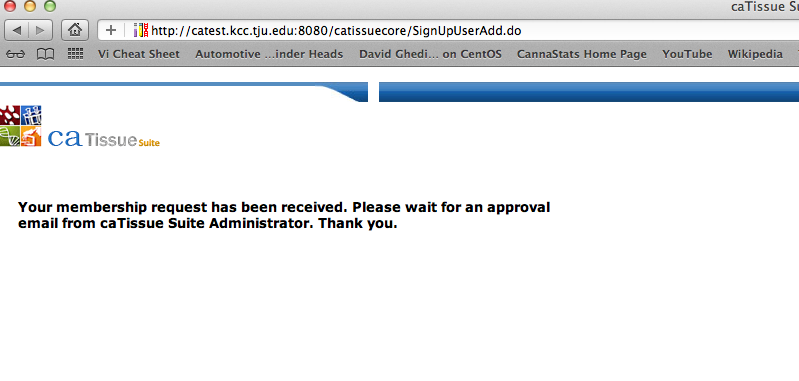 caTissue Su
http://catest.kcc.tju.edu:8080/catissuecore/SignUpUserAdd.do
Vi Cheat Sheet Automotive ...inder Heads David Ghedi... on CentOS CannaStats Home Page YouTube Wikipedia
ca Tissue Suite
Your membership request has been received. Please wait for an approval
email from caTissue Suite Administrator. Thank you.